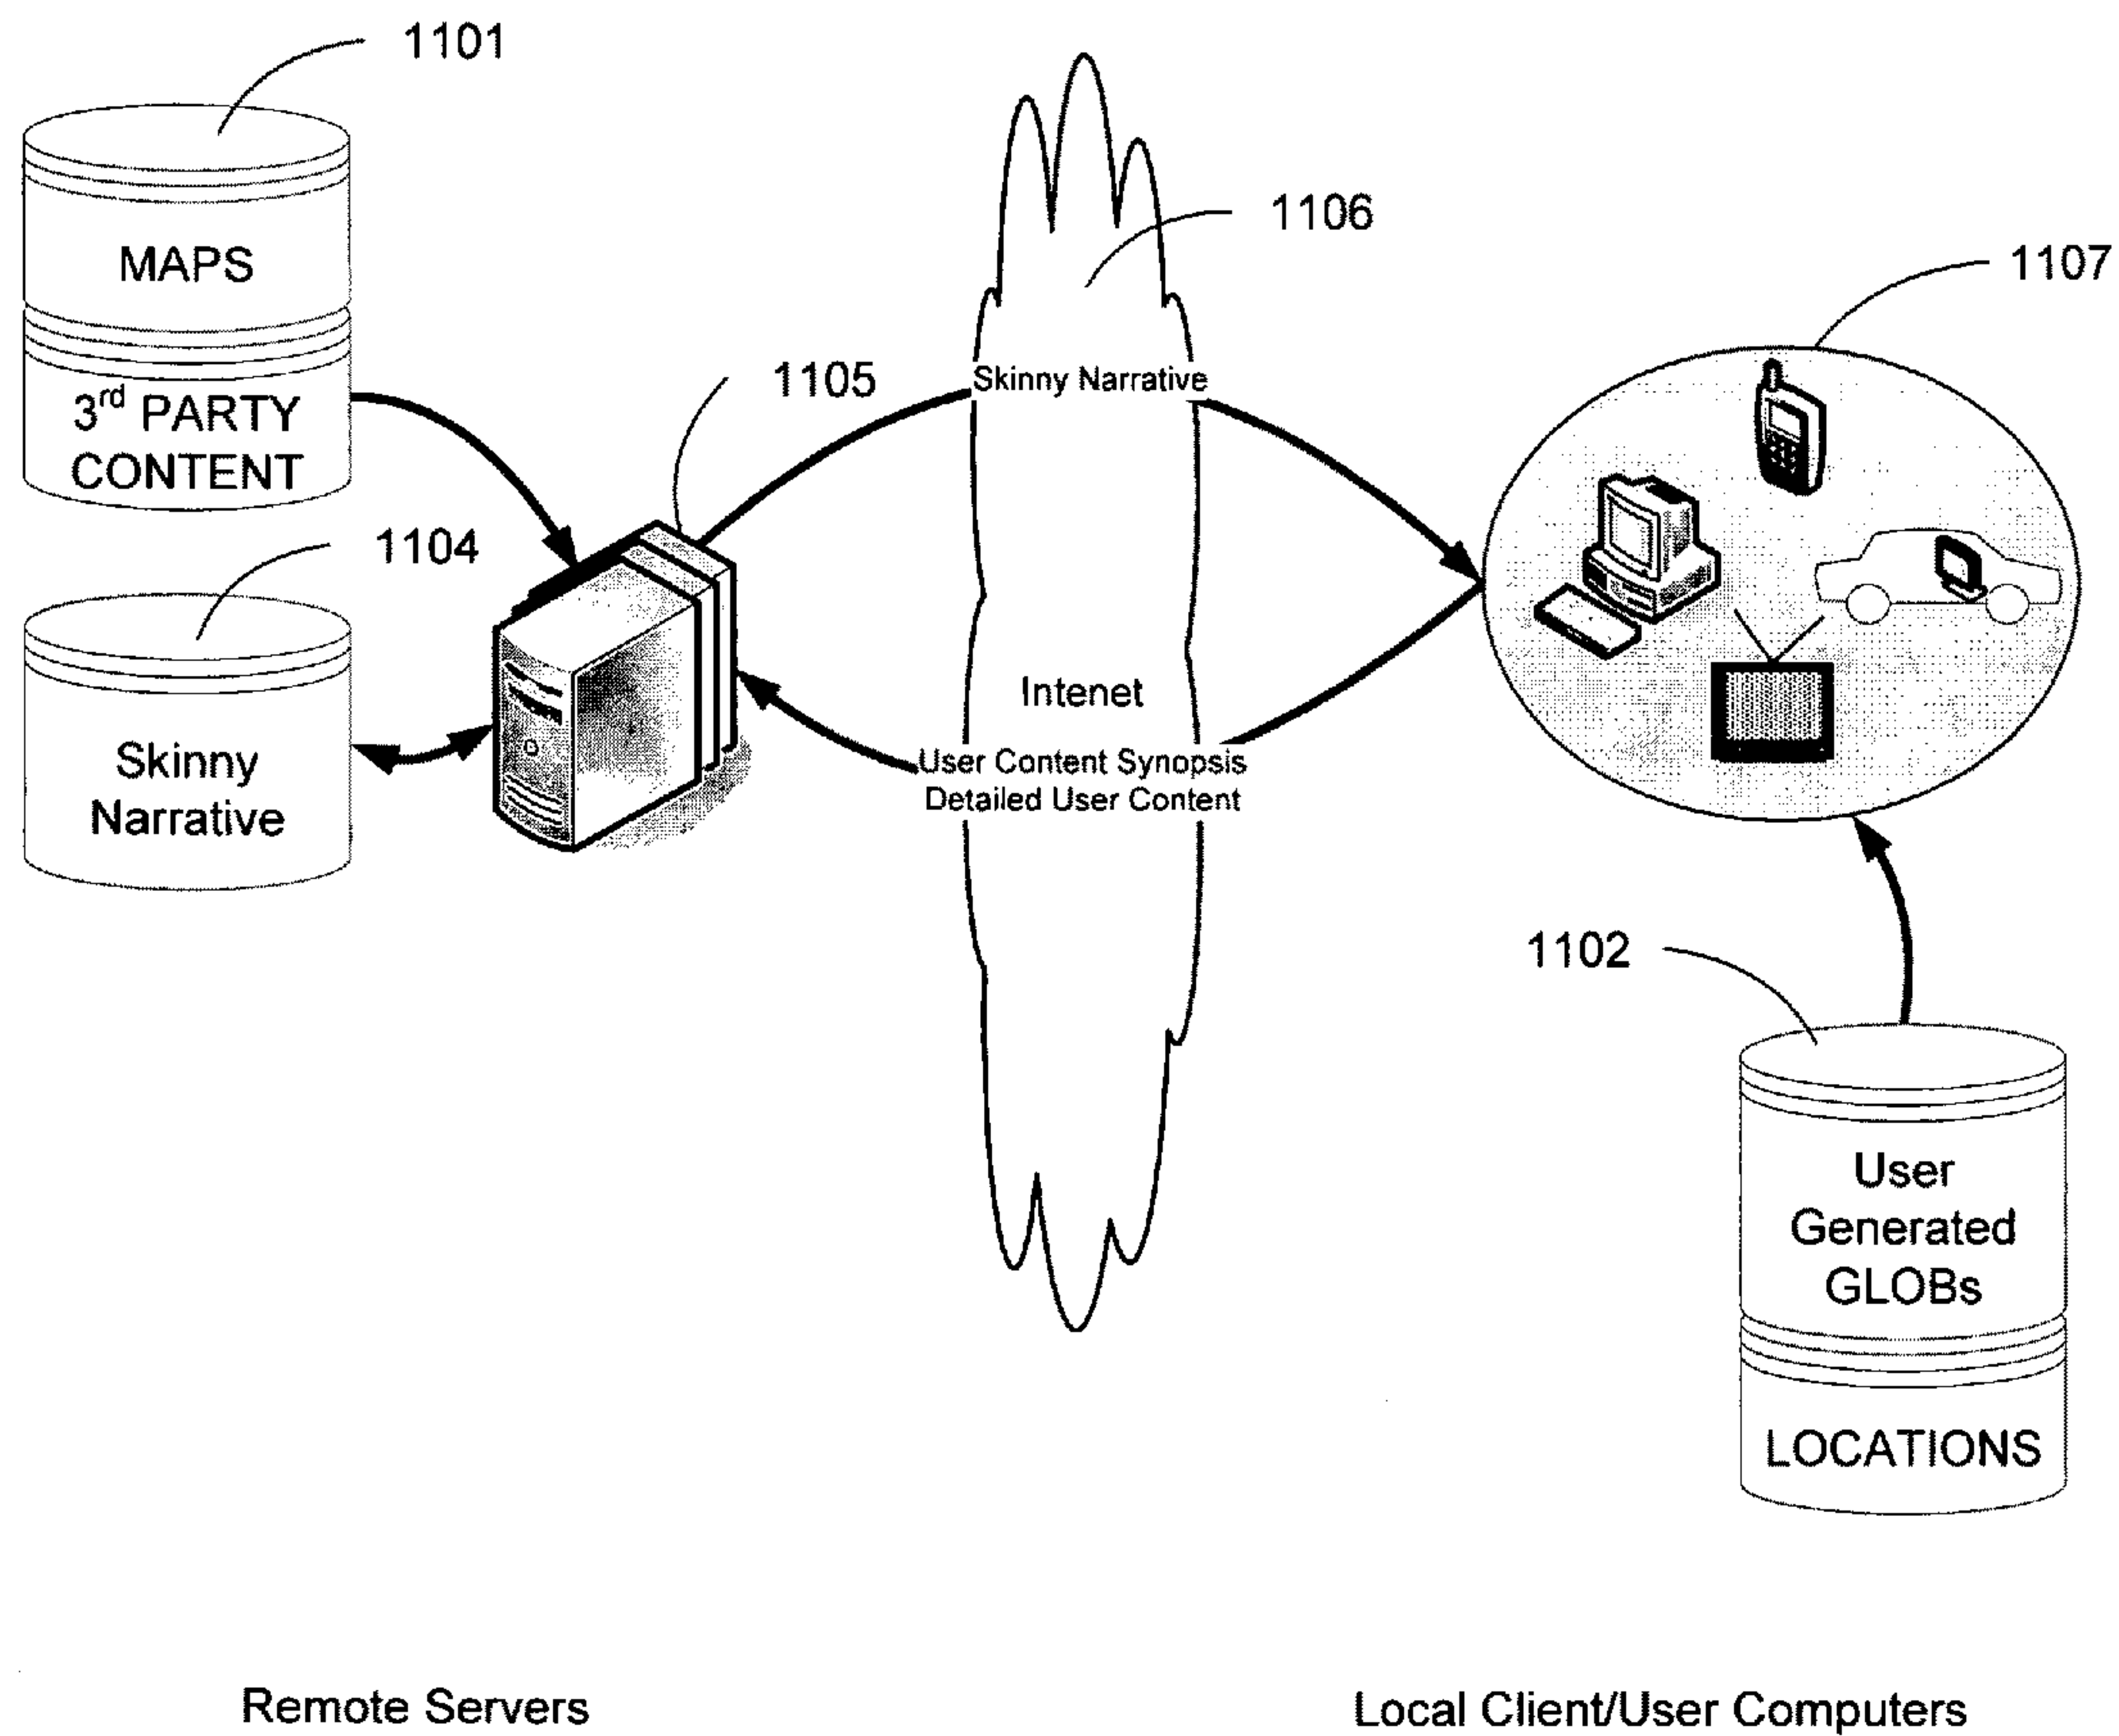 1101
MAPS
3rd PARTY
CONTENT
1104
Skinny
Narrative
1105
1106
Skinny Narrative
Intenet
User Content Synopsis
Detailed User Content
1107
1102
User
Generated
GLOBs
LOCATIONS
Remote Servers
Local Client/User Computers